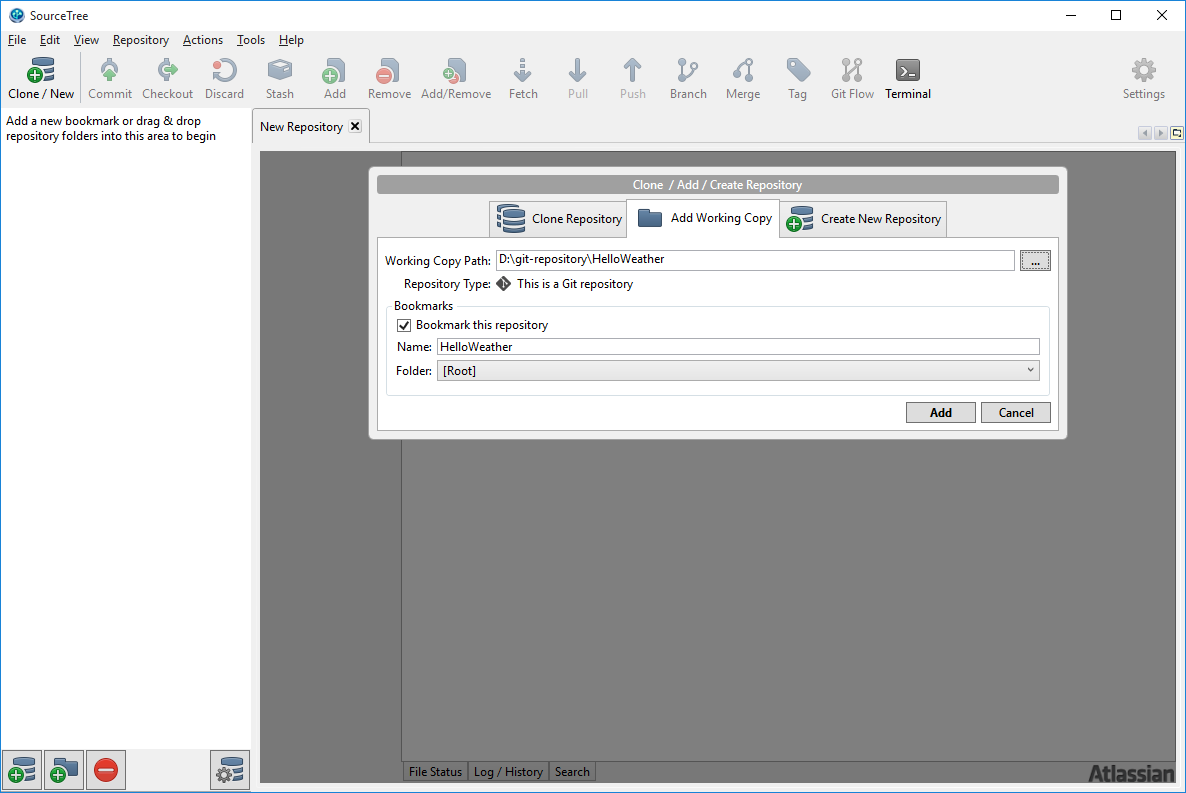 SourceTree
File Edit View Repository Actions Tools Help
Clone / New Commit Checkout Discard Stash Add Remove Add/Remove Fetch Pull Push Branch Merge Tag Git Flow Terminal Settings
Add a new bookmark or drag & drop
repository folders into this area to begin
New Repository
Clone / Add / Create Repository
Clone Repository Add Working Copy Create New Repository
Working Copy Path: D:\git-repository\HelloWeather ...
Repository Type: This is a Git repository
Bookmarks
Bookmark this repository
Name: HelloWeather
Folder: [Root]
Add Cancel
File Status Log / History Search
Atlassian